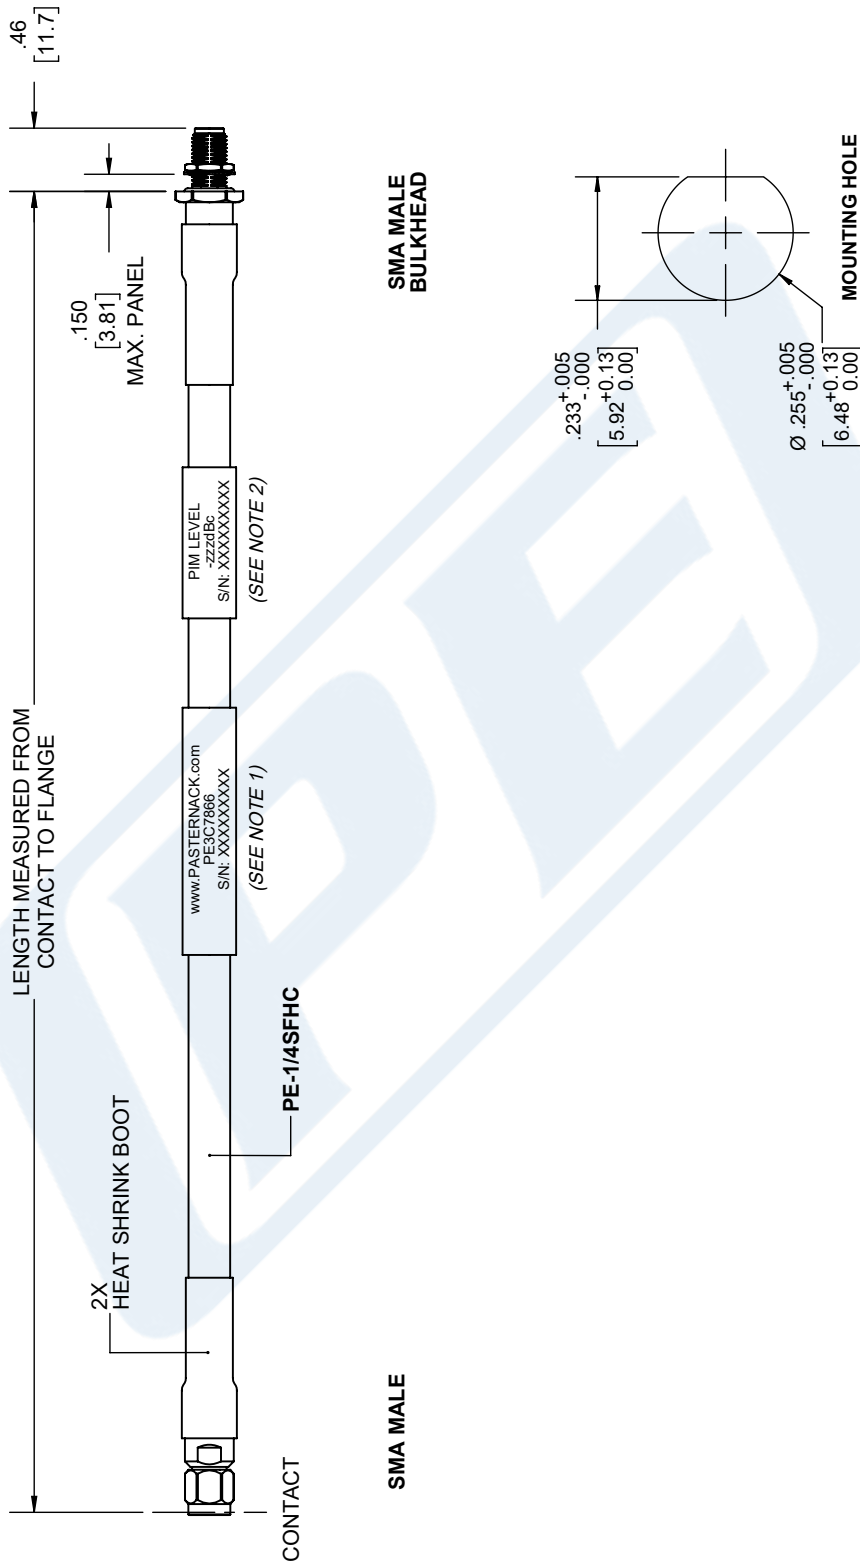 .46
[11.7]
LENGTH MEASURED FROM
CONTACT TO FLANGE
.150
[3.81]
MAX. PANEL
2X
HEAT SHRINK BOOT
www.PASTERNACK.com
PE3C7866
S/N: XXXXXXXXXX
(SEE NOTE 1)
PIM LEVEL
-zzzdBc
S/N: XXXXXXXXXX
(SEE NOTE 2)
PE-1/4SFHC
CONTACT
SMA MALE
SMA MALE
BULKHEAD
.233 +.005
-.000
[5.92 +0.13
0.00]
Ø .255 +.005
-.000
[6.48 +0.13
0.00]
MOUNTING HOLE
PE